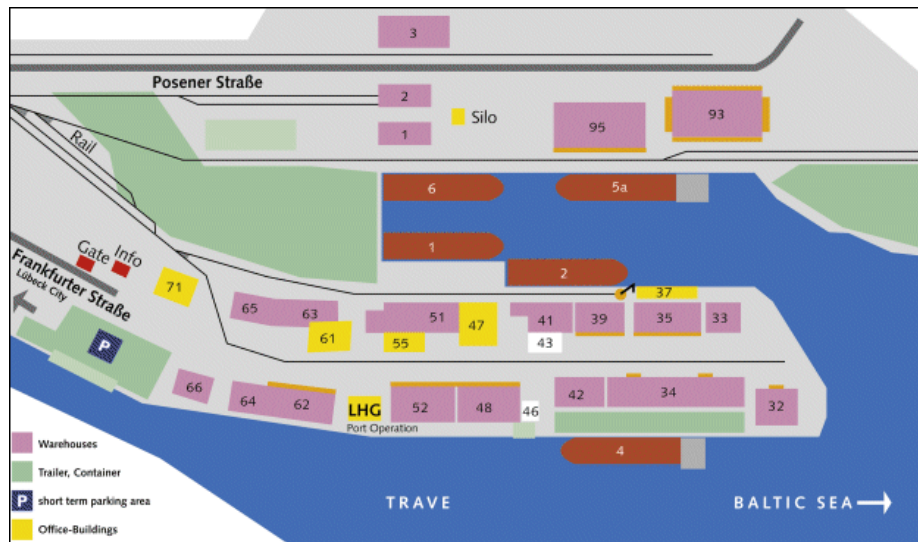 3
Posener Straße
2
1
Silo
95
93
Rail
6
5a
1
2
Gate
Info
Frankfurter Straße
Lübeck City
71
37
65
63
61
51
55
47
41
43
39
35
33
P
66
64
62
LHG
Port Operation
52
48
46
42
34
32
4
Warehouses
Trailer, Container
P short term parking area
Office-Buildings
TRAVE
BALTIC SEA